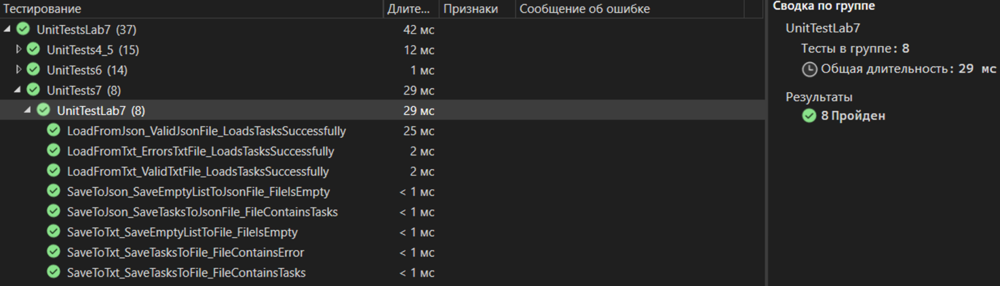 Тестирование Длите... Признаки Сообщение об ошибке
UnitTestsLab7 (37) 42 мс
UnitTests4_5 (15) 12 мс
UnitTests6 (14) 1 мс
UnitTests7 (8) 29 мс
UnitTestLab7 (8) 29 мс
LoadFromJson_ValidJsonFile_LoadsTasksSuccessfully 25 мс
LoadFromTxt_ErrorsTxtFile_LoadsTasksSuccessfully 2 мс
LoadFromTxt_ValidTxtFile_LoadsTasksSuccessfully 2 мс
SaveToJson_SaveEmptyListToJsonFile_FileIsEmpty < 1 мс
SaveToJson_SaveTasksToJsonFile_FileContainsTasks < 1 мс
SaveToTxt_SaveEmptyListToFile_FileIsEmpty < 1 мс
SaveToTxt_SaveTasksToFile_FileContainsError < 1 мс
SaveToTxt_SaveTasksToFile_FileContainsTasks < 1 мс
Сводка по группе
UnitTestLab7
Тесты в группе: 8
Общая длительность: 29 мс
Результаты
8 Пройден